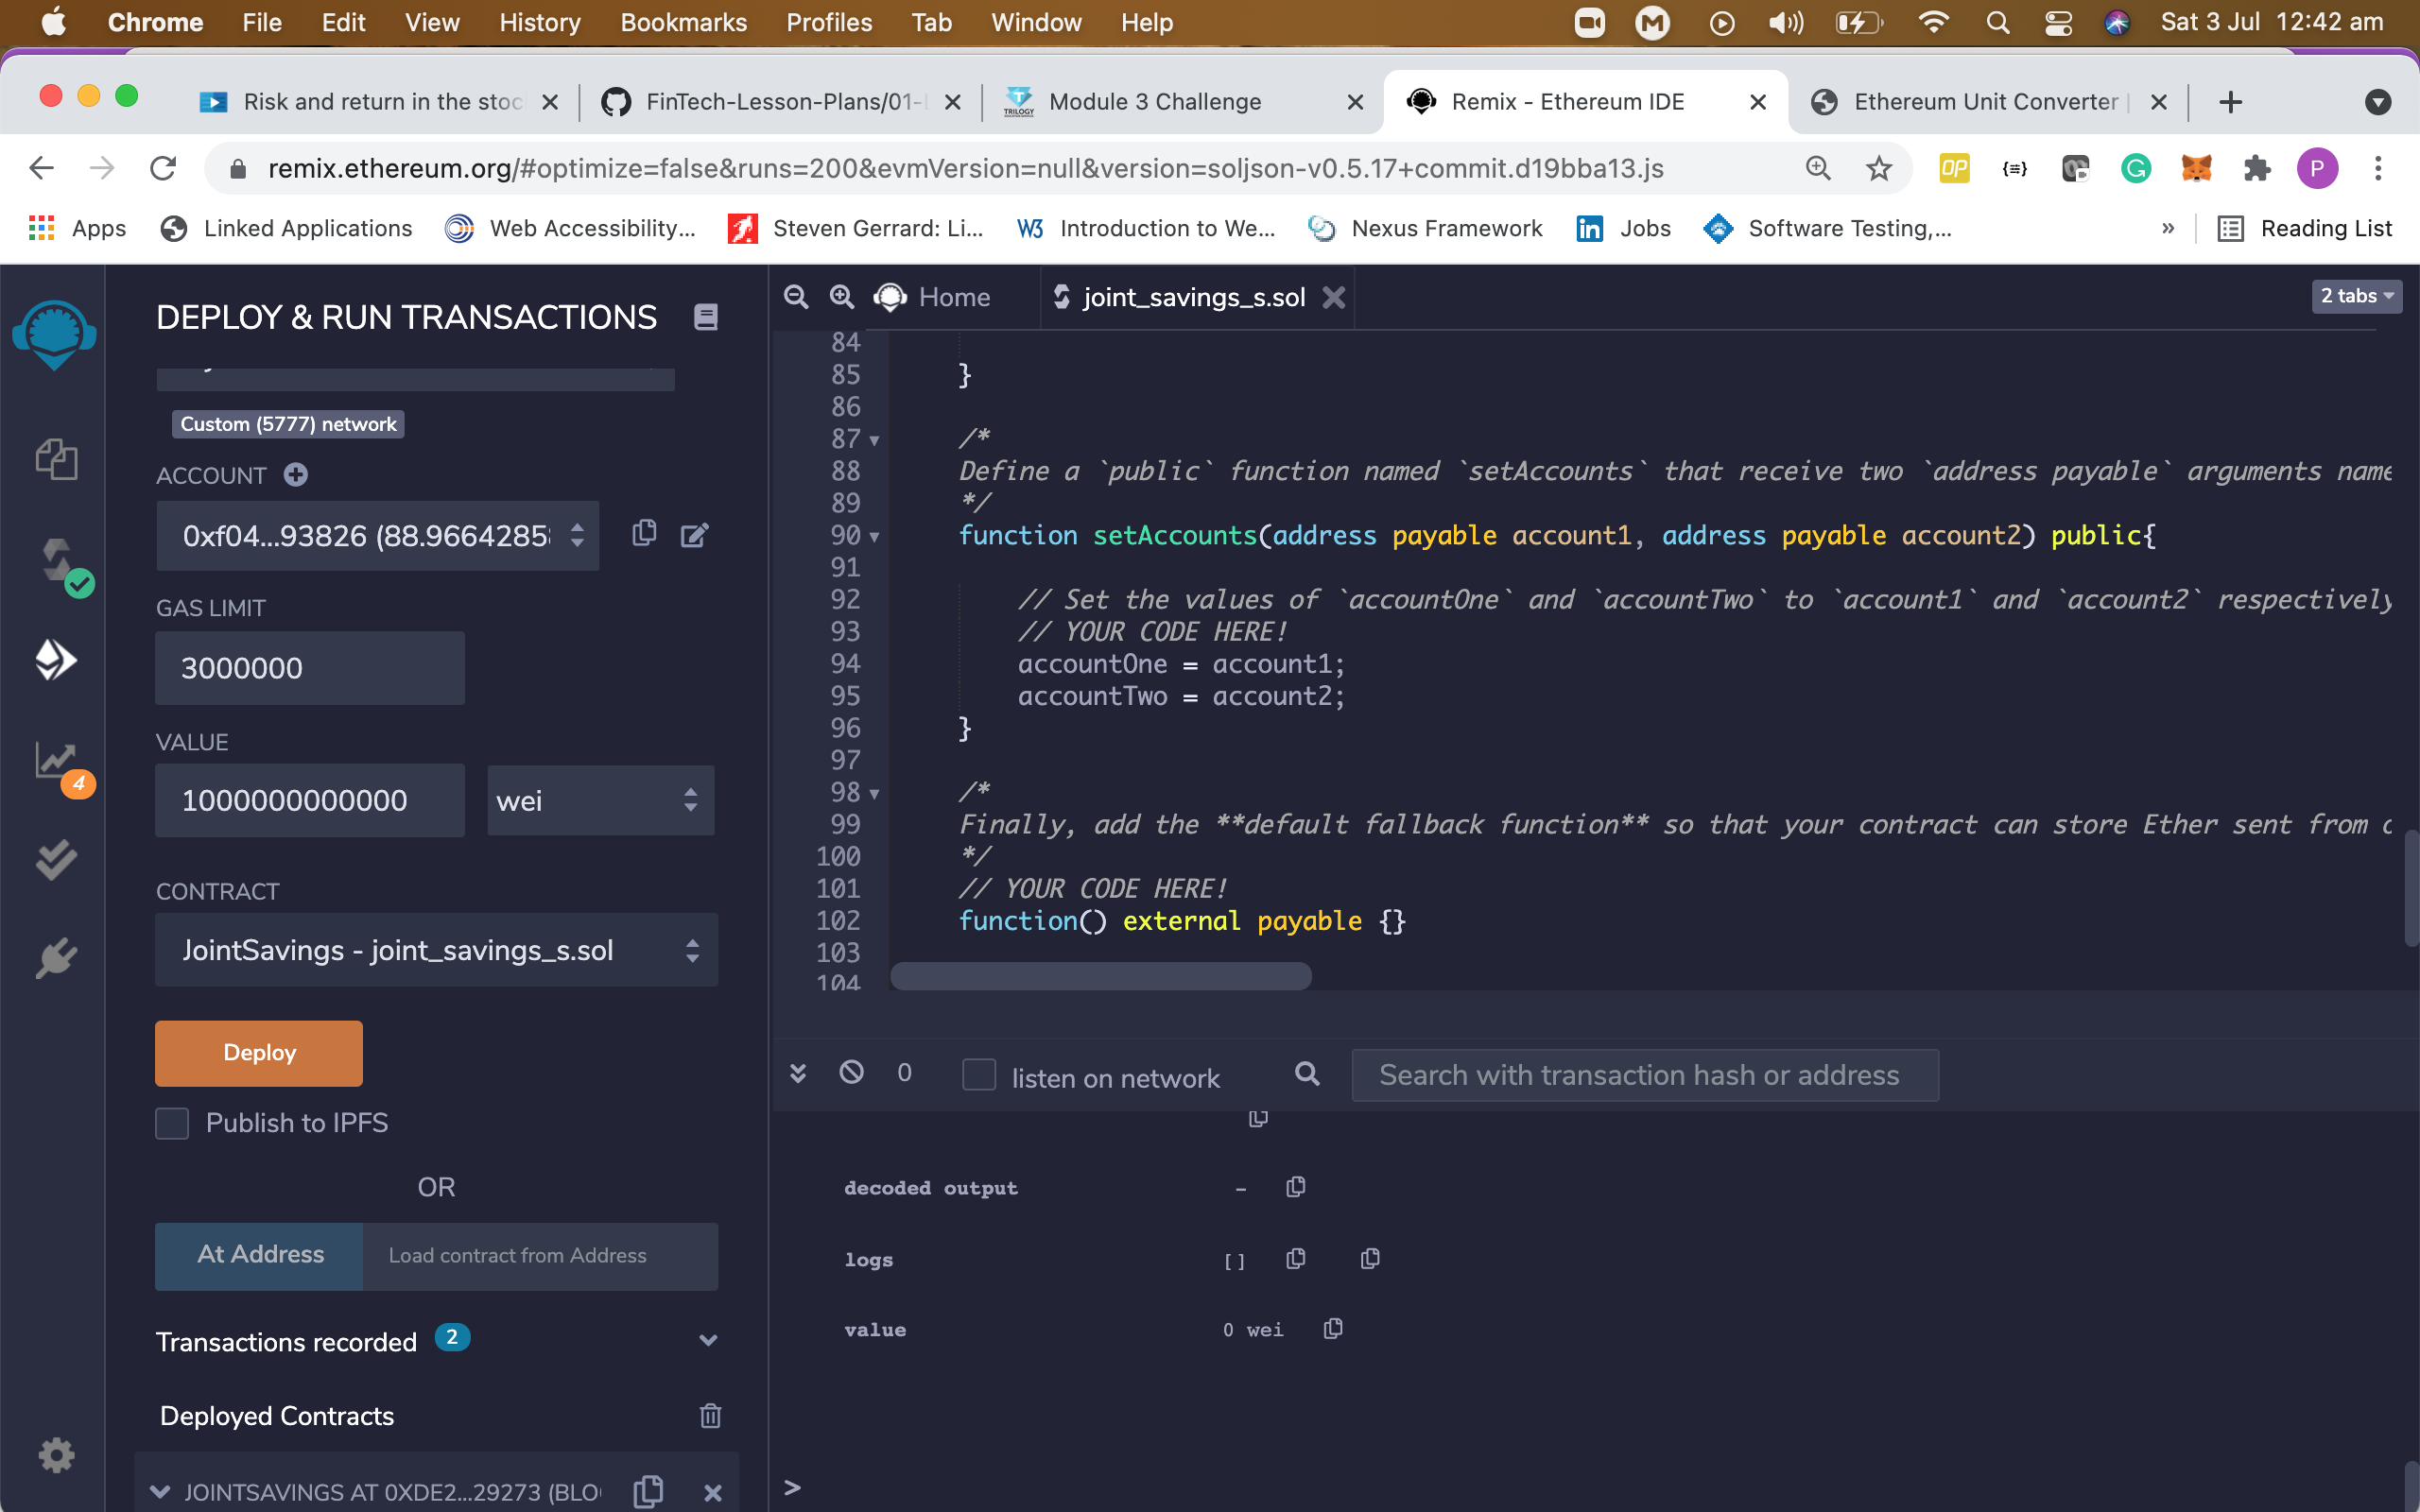 Chrome File Edit View History Bookmarks Profiles Tab Window Help Sat 3 Jul 12:42 am
Risk and return in the stoc FinTech-Lesson-Plans/01- Module 3 Challenge Remix - Ethereum IDE Ethereum Unit Converter
remix.ethereum.org/#optimize=false&runs=200&evmVersion=null&version=soljson-v0.5.17+commit.d19bba13.js
Apps Linked Applications Web Accessibility... Steven Gerrard: Li... Introduction to We... Nexus Framework Jobs Software Testing,... » Reading List
DEPLOY & RUN TRANSACTIONS
Custom (5777) network
ACCOUNT
0xf04...93826 (88.9664285
GAS LIMIT
3000000
VALUE
1000000000000 wei
CONTRACT
JointSavings - joint_savings_s.sol
Deploy
Publish to IPFS
OR
At Address Load contract from Address
Transactions recorded 2
Deployed Contracts
JOINTSAVINGS AT 0XDE2...29273 (BLO
4
Home joint_savings_s.sol 2 tabs
84
85 }
86
87 /*
88 Define a `public` function named `setAccounts` that receive two `address payable` arguments name
89 */
90 function setAccounts(address payable account1, address payable account2) public{
91
92 // Set the values of `accountOne` and `accountTwo` to `account1` and `account2` respectively
93 // YOUR CODE HERE!
94 accountOne = account1;
95 accountTwo = account2;
96 }
97
98 /*
99 Finally, add the **default fallback function** so that your contract can store Ether sent from
100 */
101 // YOUR CODE HERE!
102 function() external payable {}
103
104
0 listen on network Search with transaction hash or address
decoded output -
logs []
value 0 wei
>